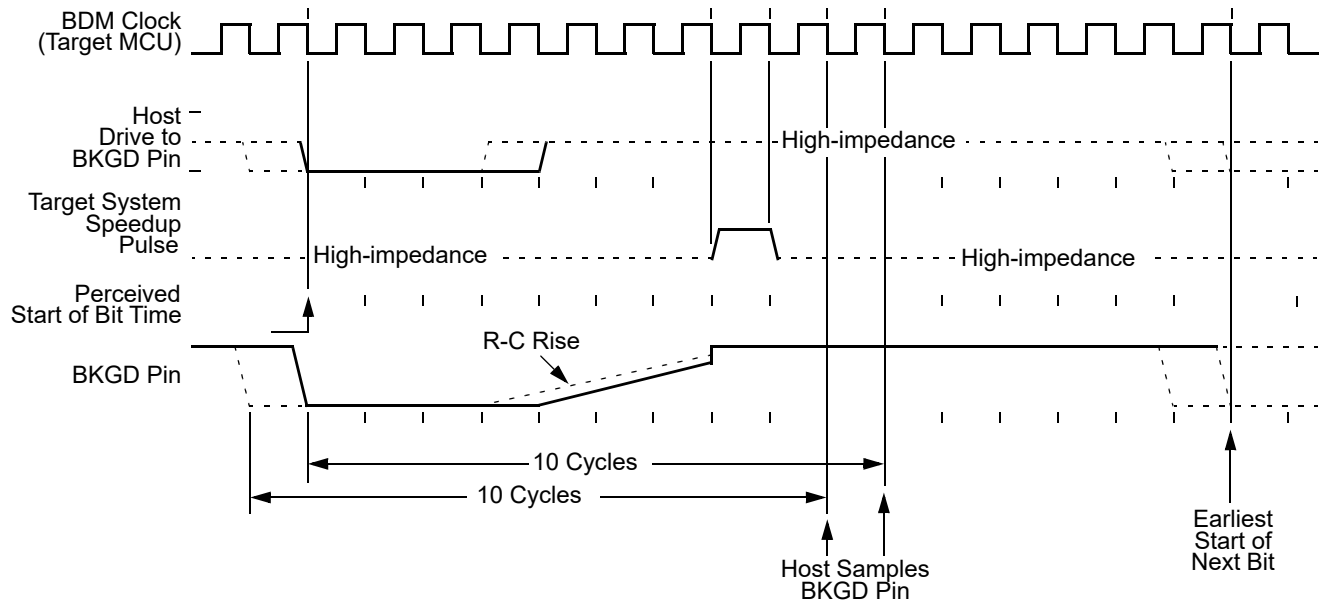 BDM Clock
(Target MCU)
Host
Drive to
BKGD Pin
High-impedance
Target System
Speedup
Pulse
High-impedance
High-impedance
Perceived
Start of Bit Time
R-C Rise
BKGD Pin
10 Cycles
10 Cycles
Earliest
Start of
Next Bit
Host Samples
BKGD Pin